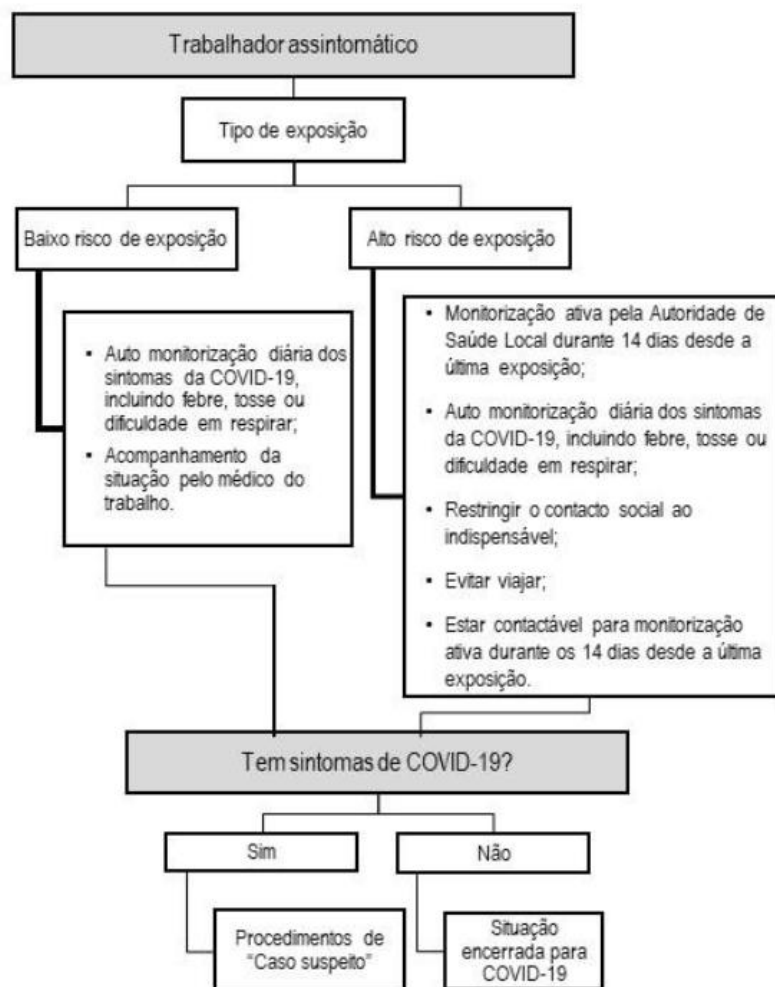 Trabalhador assintomático
Tipo de exposição
Baixo risco de exposição
Alto risco de exposição
▪ Auto monitorização diária dos
sintomas da COVID-19,
incluindo febre, tosse ou
dificuldade em respirar;
▪ Acompanhamento da
situação pelo médico do
trabalho.
▪ Monitorização ativa pela Autoridade de
Saúde Local durante 14 dias desde a
última exposição;
▪ Auto monitorização diária dos sintomas
da COVID-19, incluindo febre, tosse ou
dificuldade em respirar;
▪ Restringir o contacto social ao
indispensável;
▪ Evitar viajar;
▪ Estar contactável para monitorização
ativa durante os 14 dias desde a última
exposição.
Tem sintomas de COVID-19?
Sim
Não
Procedimentos de
“Caso suspeito”
Situação
encerrada para
COVID-19